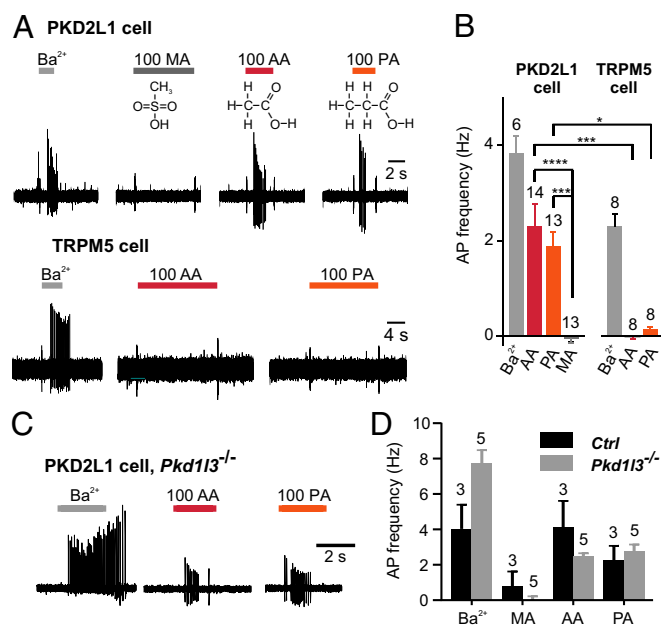 A
PKD2L1 cell
Ba²⁺
100 MA
100 AA
100 PA
CH₃
O=S=O
OH
H O
H–C–C
H O–H
H H O
H–C–C–C
H H O–H
2 s
TRPM5 cell
Ba²⁺
100 AA
100 PA
4 s
B
PKD2L1 cell
TRPM5 cell
AP frequency (Hz)
4
2
0
6
14
13
13
8
8
8
*
***
****
***
Ba²⁺
AA
PA
MA
Ba²⁺
AA
PA
C
PKD2L1 cell, Pkd1l3⁻/⁻
Ba²⁺
100 AA
100 PA
2 s
D
AP frequency (Hz)
10
8
6
4
2
0
Ctrl
Pkd1l3⁻/⁻
3
5
3
5
3
5
3
5
Ba²⁺
MA
AA
PA